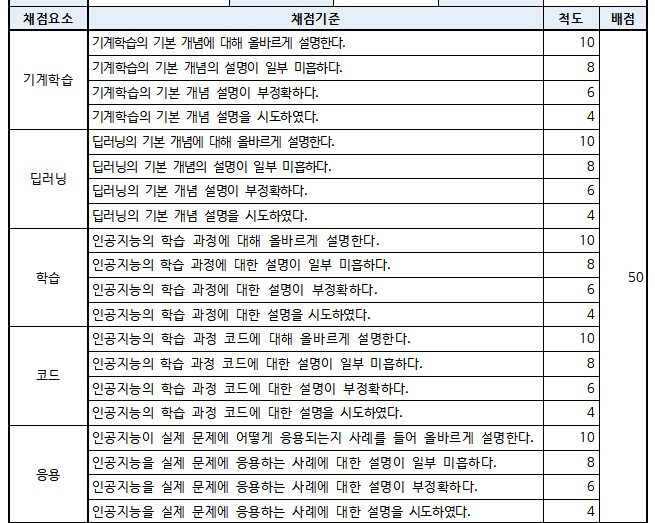 채점요소 채점기준 척도 배점
기계학습의 기본 개념에 대해 올바르게 설명한다. 10
기계학습의 기본 개념의 설명이 일부 미흡하다. 8
기계학습
기계학습의 기본 개념 설명이 부정확하다. 6
기계학습의 기본 개념 설명을 시도하였다. 4
딥러닝의 기본 개념에 대해 올바르게 설명한다. 10
딥러닝의 기본 개념의 설명이 일부 미흡하다. 8
딥러닝
딥러닝의 기본 개념 설명이 부정확하다. 6
딥러닝의 기본 개념 설명을 시도하였다. 4
인공지능의 학습 과정에 대해 올바르게 설명한다. 10
인공지능의 학습 과정에 대한 설명이 일부 미흡하다. 8
학습 50
인공지능의 학습 과정에 대한 설명이 부정확하다. 6
인공지능의 학습 과정에 대한 설명을 시도하였다. 4
인공지능의 학습 과정 코드에 대해 올바르게 설명한다. 10
인공지능의 학습 과정 코드에 대한 설명이 일부 미흡하다. 8
코드
인공지능의 학습 과정 코드에 대한 설명이 부정확하다. 6
인공지능의 학습 과정 코드에 대한 설명을 시도하였다. 4
인공지능이 실제 문제에 어떻게 응용되는지 사례를 들어 올바르게 설명한다. 10
인공지능을 실제 문제에 응용하는 사례에 대한 설명이 일부 미흡하다. 8
응용
인공지능을 실제 문제에 응용하는 사례에 대한 설명이 부정확하다. 6
인공지능을 실제 문제에 응용하는 사례에 대한 설명을 시도하였다. 4